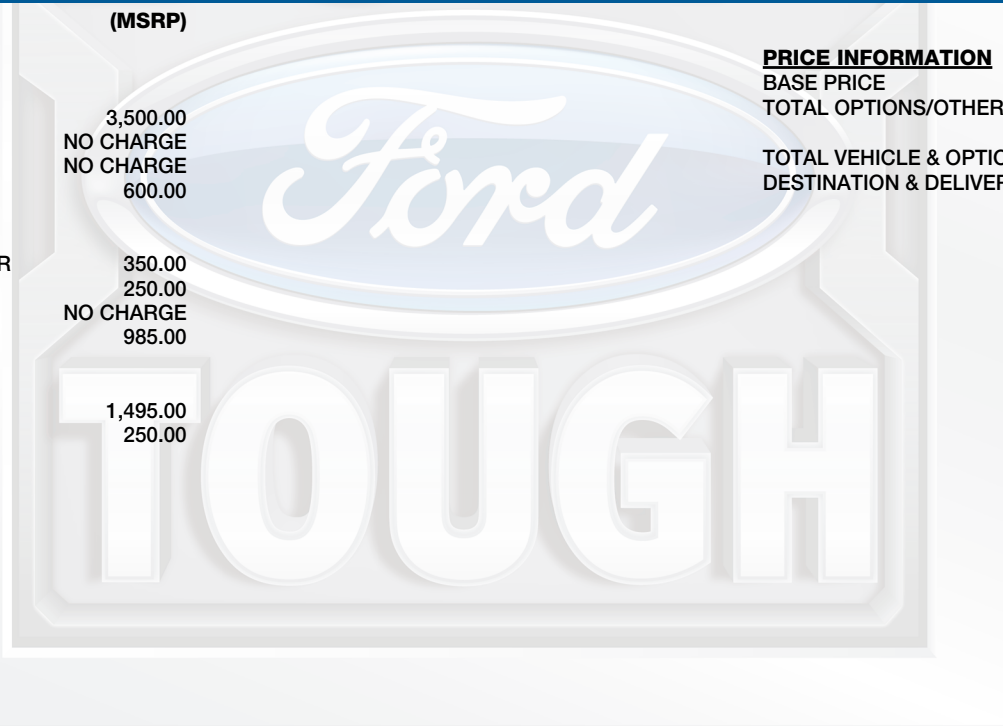 (MSRP)
3,500.00
NO CHARGE
NO CHARGE
600.00
R 350.00
250.00
NO CHARGE
985.00
1,495.00
250.00
PRICE INFORMATION
BASE PRICE
TOTAL OPTIONS/OTHER
TOTAL VEHICLE & OPTIO
DESTINATION & DELIVER
Ford
TOUGH